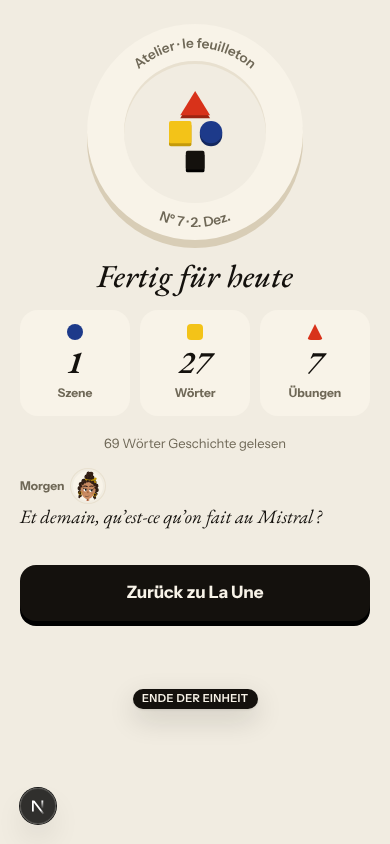 Atelier · le feuilleton
N° 7 · 2. Dez.
Fertig für heute
1
Szene
27
Wörter
7
Übungen
69 Wörter Geschichte gelesen
Morgen
Et demain, qu’est-ce qu’on fait au Mistral ?
Zurück zu La Une
ENDE DER EINHEIT
N